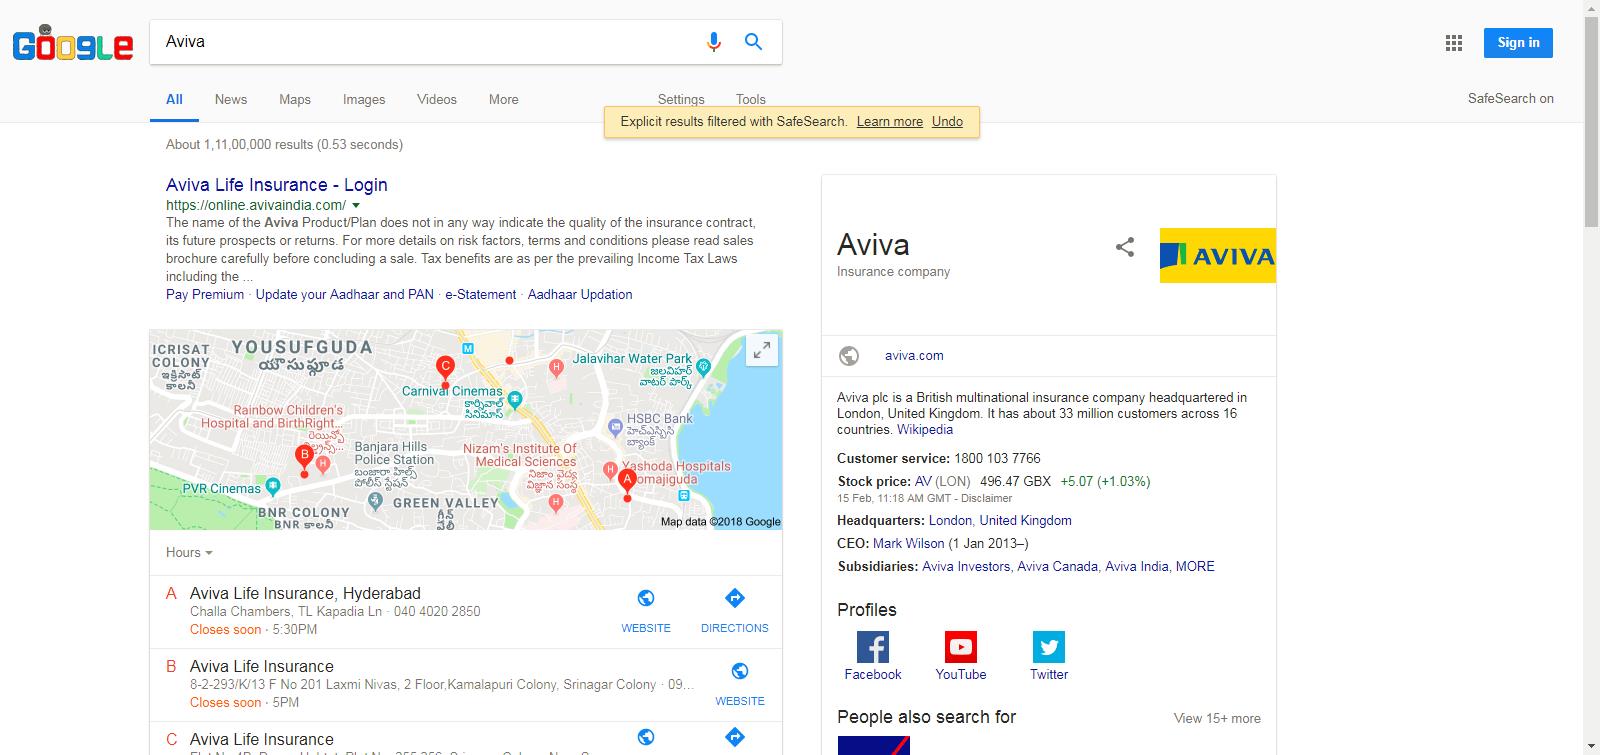 Google
Aviva
Sign in
All
News
Maps
Images
Videos
More
Settings
Tools
SafeSearch on
Explicit results filtered with SafeSearch. Learn more Undo
About 1,11,00,000 results (0.53 seconds)
Aviva Life Insurance - Login
https://online.avivaindia.com/
The name of the Aviva Product/Plan does not in any way indicate the quality of the insurance contract,
its future prospects or returns. For more details on risk factors, terms and conditions please read sales
brochure carefully before concluding a sale. Tax benefits are as per the prevailing Income Tax Laws
including the ...
Pay Premium · Update your Aadhaar and PAN · e-Statement · Aadhaar Updation
ICRISAT
COLONY
ఇక్రిసాట్
కాలనీ
YOUSUFGUDA
యూసుఫ్గూడ
M
C
H
Jalavihar Water Park
జలవిహార్
వాటర్ పార్క్
Carnival Cinemas
కార్నివాల్
సినిమాస్
Rainbow Children's
Hospital and BirthRight...
B
H
HSBC Bank
హెచ్ఎస్బిసి
బ్యాంక్
Banjara Hills
Police Station
బంజారా హిల్స్
పోలీస్ స్టేషన్
Nizam's Institute Of
Medical Sciences
నిజాం వైద్య
విజ్ఞాన సంస్థ
H
Yashoda Hospitals
A
PVR Cinemas
BNR COLONY
BNR కాలనీ
GREEN VALLEY
గ్రీన్
వేలీ
H
Map data ©2018 Google
Hours
A
Aviva Life Insurance, Hyderabad
Challa Chambers, TL Kapadia Ln · 040 4020 2850
Closes soon · 5:30PM
WEBSITE
DIRECTIONS
B
Aviva Life Insurance
8-2-293/K/13 F No 201 Laxmi Nivas, 2 Floor,Kamalapuri Colony, Srinagar Colony · 09...
Closes soon · 5PM
WEBSITE
C
Aviva Life Insurance
Aviva
Insurance company
AVIVA
aviva.com
Aviva plc is a British multinational insurance company headquartered in
London, United Kingdom. It has about 33 million customers across 16
countries. Wikipedia
Customer service: 1800 103 7766
Stock price: AV (LON) 496.47 GBX +5.07 (+1.03%)
15 Feb, 11:18 AM GMT - Disclaimer
Headquarters: London, United Kingdom
CEO: Mark Wilson (1 Jan 2013–)
Subsidiaries: Aviva Investors, Aviva Canada, Aviva India, MORE
Profiles
Facebook
YouTube
Twitter
People also search for
View 15+ more